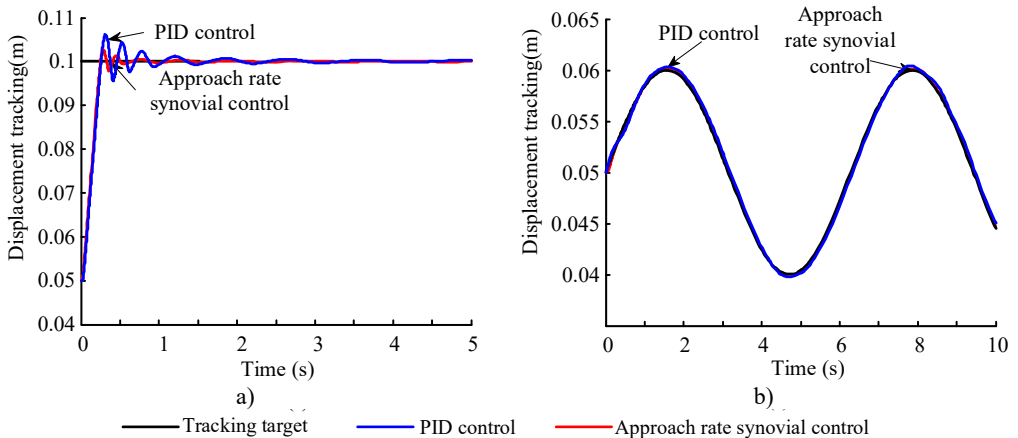 0.11
0.1
0.090
0.08
0.07
0.06
0.05
0.04
Displacement tracking(m)
PID control
Approach rate
synovial control
0
1
2
3
4
5
Time (s)
a)
0.065
0.06
0.055
0.05
0.045
0.04
Displacement tracking(m)
PID control
Approach
rate synovial
control
0
2
4
6
8
10
Time (s)
b)
Tracking target
PID control
Approach rate synovial control